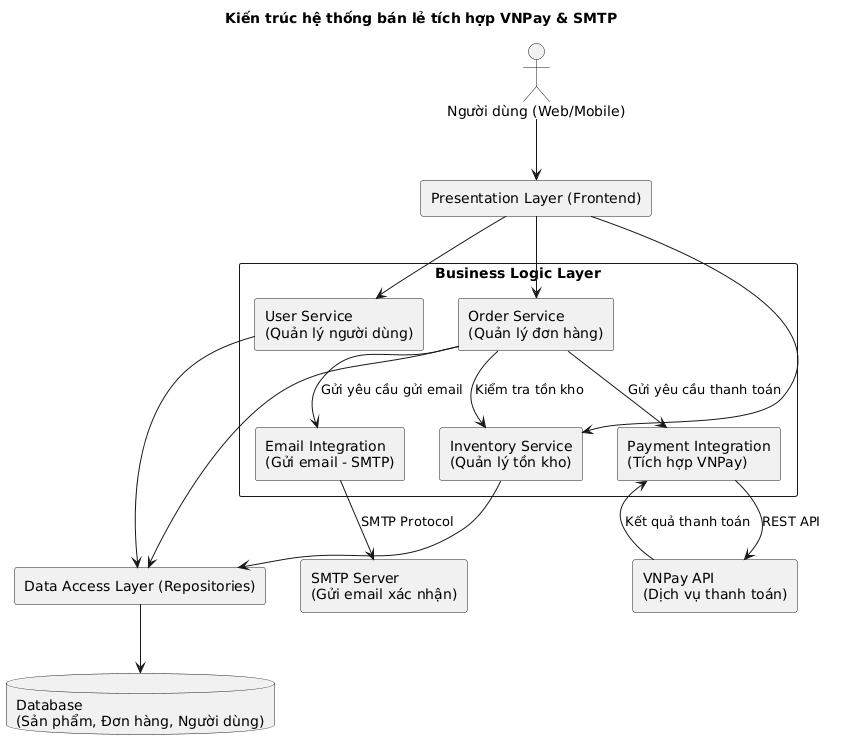 Kiến trúc hệ thống bán lẻ tích hợp VNPay & SMTP
Người dùng (Web/Mobile)
Presentation Layer (Frontend)
Business Logic Layer
User Service
(Quản lý người dùng)
Order Service
(Quản lý đơn hàng)
Gửi yêu cầu gửi email
Kiểm tra tồn kho
Gửi yêu cầu thanh toán
Email Integration
(Gửi email - SMTP)
Inventory Service
(Quản lý tồn kho)
Payment Integration
(Tích hợp VNPay)
SMTP Protocol
Kết quả thanh toán
REST API
Data Access Layer (Repositories)
SMTP Server
(Gửi email xác nhận)
VNPay API
(Dịch vụ thanh toán)
Database
(Sản phẩm, Đơn hàng, Người dùng)